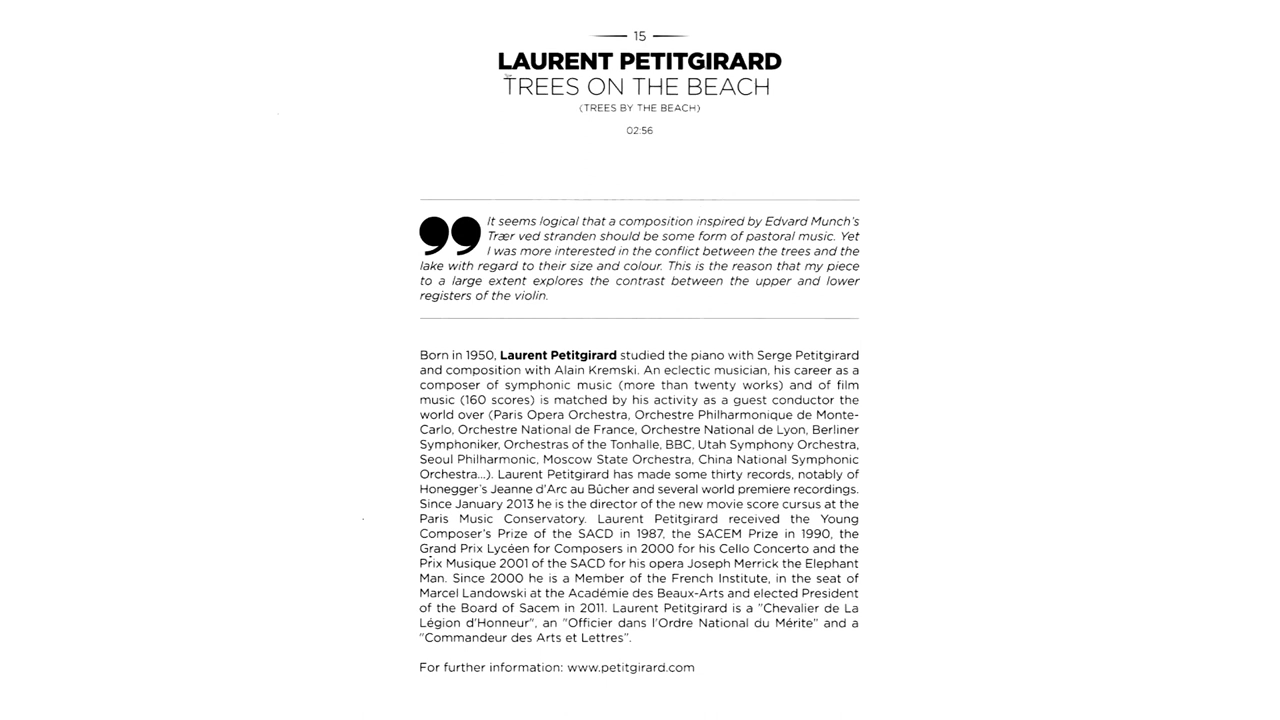 15
LAURENT PETITGIRARD
TREES ON THE BEACH
(TREES BY THE BEACH)
02:56
It seems logical that a composition inspired by Edvard Munch's
Trær ved stranden should be some form of pastoral music. Yet
I was more interested in the conflict between the trees and the
lake with regard to their size and colour. This is the reason that my piece
to a large extent explores the contrast between the upper and lower
registers of the violin.
Born in 1950, Laurent Petitgirard studied the piano with Serge Petitgirard
and composition with Alain Kremski. An eclectic musician, his career as a
composer of symphonic music (more than twenty works) and of film
music (160 scores) is matched by his activity as a guest conductor the
world over (Paris Opera Orchestra, Orchestre Philharmonique de Monte-
Carlo, Orchestre National de France, Orchestre National de Lyon, Berliner
Symphoniker, Orchestras of the Tonhalle, BBC, Utah Symphony Orchestra,
Seoul Philharmonic, Moscow State Orchestra, China National Symphonic
Orchestra...). Laurent Petitgirard has made some thirty records, notably of
Honegger's Jeanne d'Arc au Bûcher and several world premiere recordings.
Since January 2013 he is the director of the new movie score cursus at the
Paris Music Conservatory. Laurent Petitgirard received the Young
Composer's Prize of the SACD in 1987, the SACEM Prize in 1990, the
Grand Prix Lycéen for Composers in 2000 for his Cello Concerto and the
Prix Musique 2001 of the SACD for his opera Joseph Merrick the Elephant
Man. Since 2000 he is a Member of the French Institute, in the seat of
Marcel Landowski at the Académie des Beaux-Arts and elected President
of the Board of Sacem in 2011. Laurent Petitgirard is a "Chevalier de La
Légion d'Honneur", an "Officier dans l'Ordre National du Mérite" and a
"Commandeur des Arts et Lettres".
For further information: www.petitgirard.com